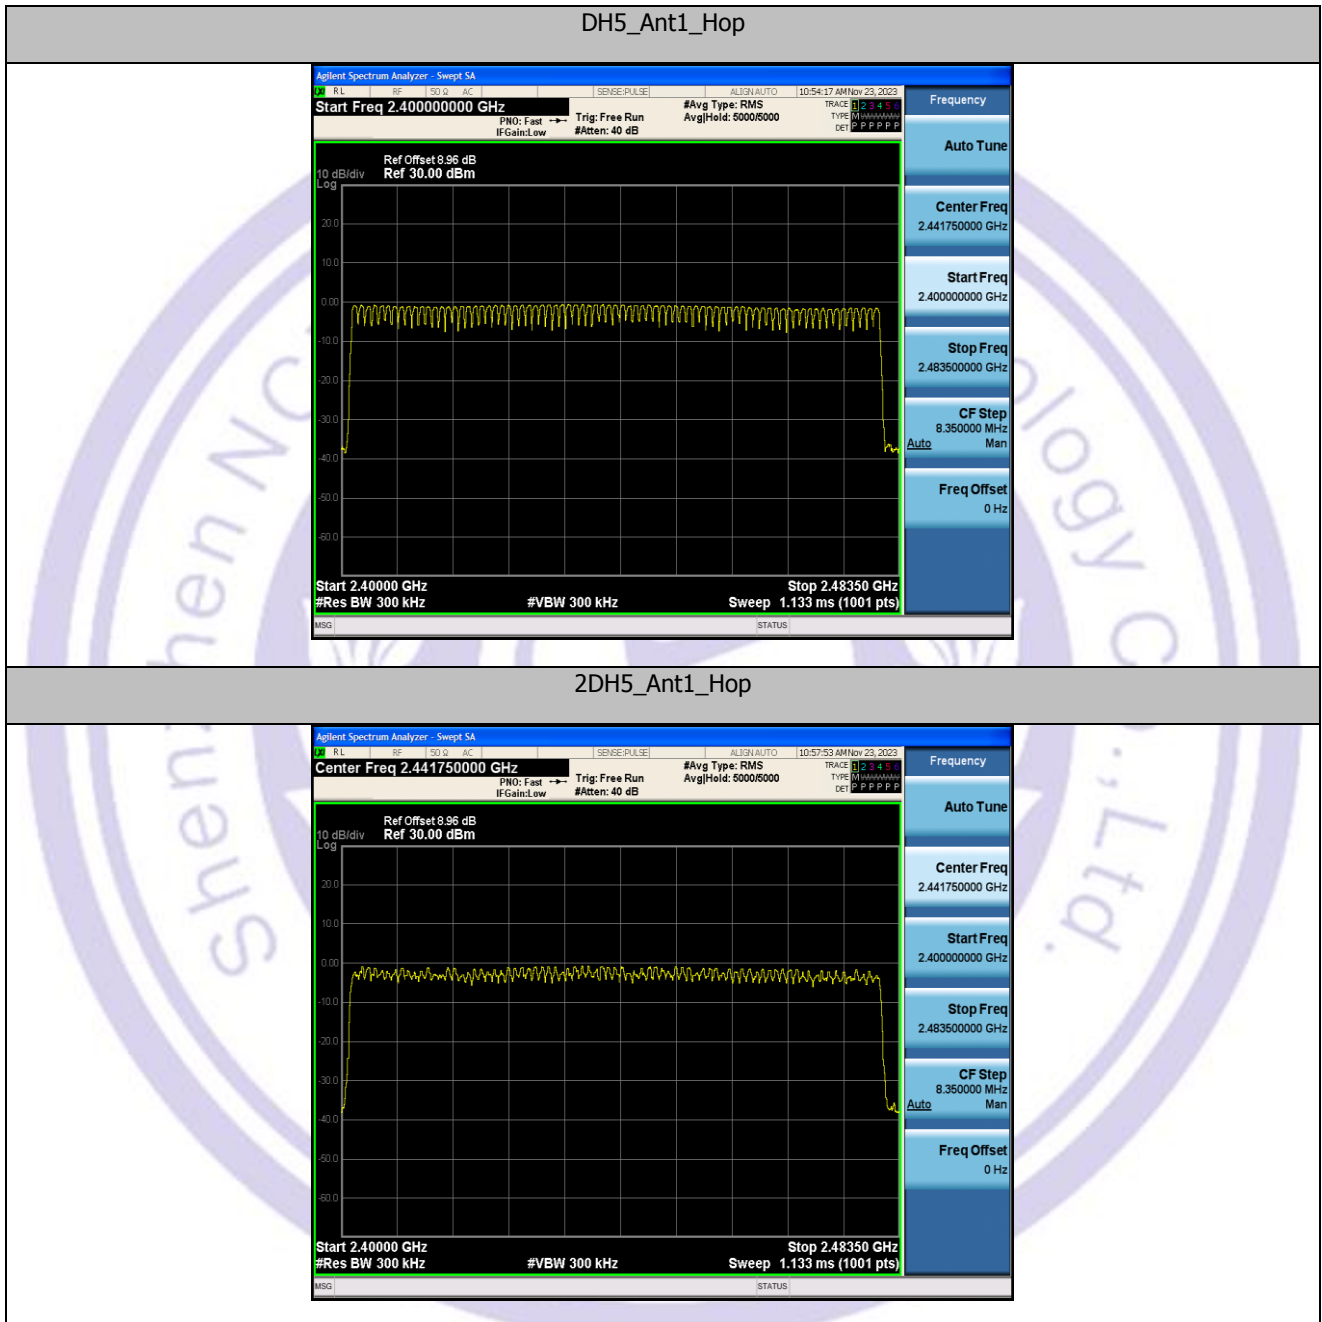 DH5_Ant1_Hop
Agilent Spectrum Analyzer - Swept SA
RL RF 50 Ω AC SENSE:PULSE ALIGN AUTO 10:54:17 AM Nov 23, 2023
Start Freq 2.400000000 GHz
PNO: Fast
IFGain:Low
Trig: Free Run
#Atten: 40 dB
#Avg Type: RMS
Avg|Hold: 5000/5000
TRACE 1 2 3 4 5 6
TYPE M
DET P P P P P P
Ref Offset 8.96 dB
10 dB/div Ref 30.00 dBm
Log
20.0
10.0
0.00
-10.0
-20.0
-30.0
-40.0
-50.0
-60.0
Start 2.40000 GHz Stop 2.48350 GHz
#Res BW 300 kHz #VBW 300 kHz Sweep 1.133 ms (1001 pts)
MSG STATUS
Frequency
Auto Tune
Center Freq
2.441750000 GHz
Start Freq
2.400000000 GHz
Stop Freq
2.483500000 GHz
CF Step
8.350000 MHz
Auto Man
Freq Offset
0 Hz
2DH5_Ant1_Hop
Agilent Spectrum Analyzer - Swept SA
RL RF 50 Ω AC SENSE:PULSE ALIGN AUTO 10:57:53 AM Nov 23, 2023
Center Freq 2.441750000 GHz
PNO: Fast
IFGain:Low
Trig: Free Run
#Atten: 40 dB
#Avg Type: RMS
Avg|Hold: 5000/5000
TRACE 1 2 3 4 5 6
TYPE M
DET P P P P P P
Ref Offset 8.96 dB
10 dB/div Ref 30.00 dBm
Log
20.0
10.0
0.00
-10.0
-20.0
-30.0
-40.0
-50.0
-60.0
Start 2.40000 GHz Stop 2.48350 GHz
#Res BW 300 kHz #VBW 300 kHz Sweep 1.133 ms (1001 pts)
MSG STATUS
Frequency
Auto Tune
Center Freq
2.441750000 GHz
Start Freq
2.400000000 GHz
Stop Freq
2.483500000 GHz
CF Step
8.350000 MHz
Auto Man
Freq Offset
0 Hz
Co., Ltd.